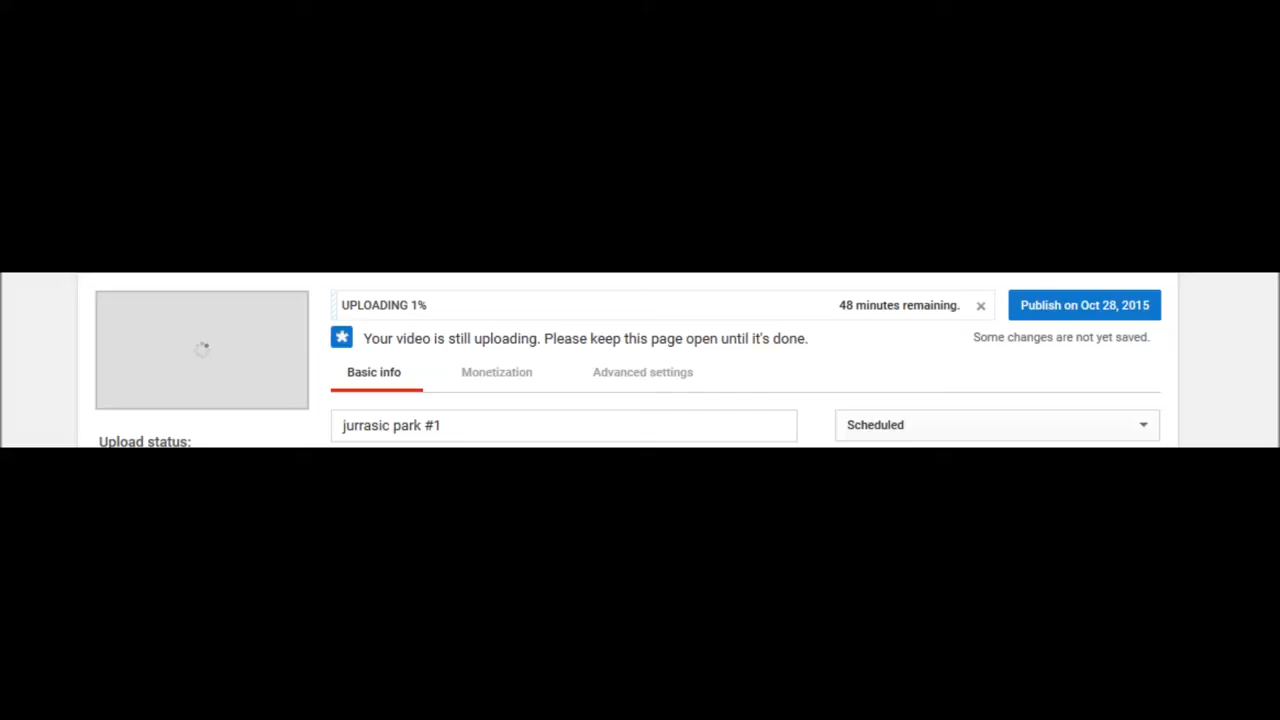 UPLOADING 1% 48 minutes remaining. × Publish on Oct 28, 2015
Your video is still uploading. Please keep this page open until it's done. Some changes are not yet saved.
Basic info Monetization Advanced settings
jurrasic park #1 Scheduled
Upload status: